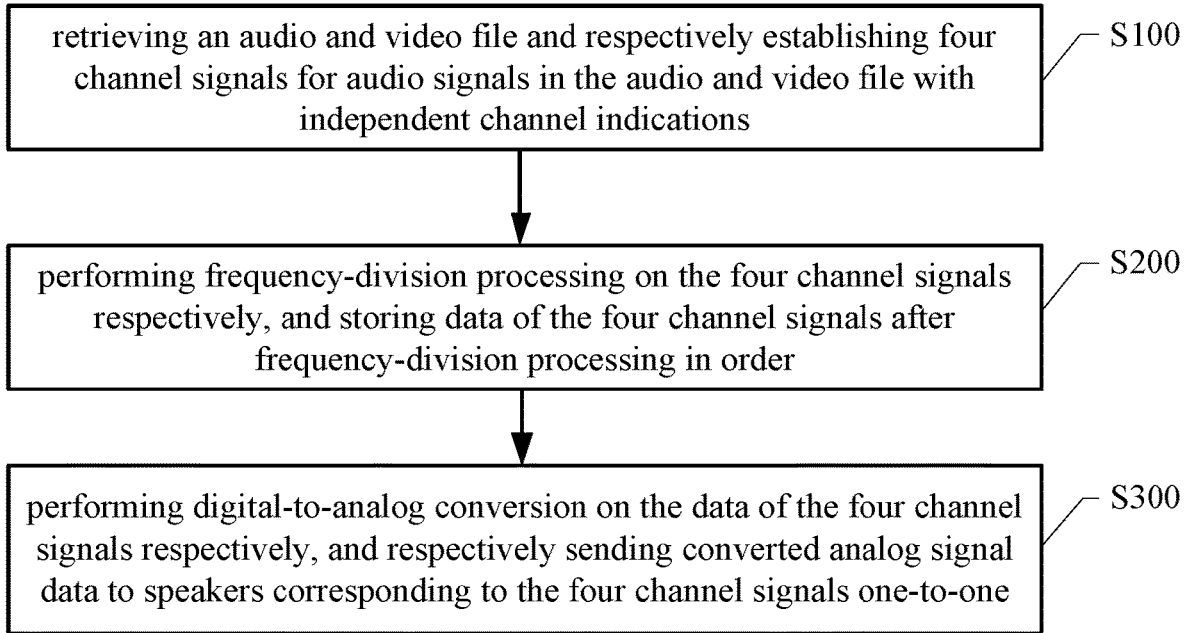 retrieving an audio and video file and respectively establishing four
channel signals for audio signals in the audio and video file with
independent channel indications
S100
performing frequency-division processing on the four channel signals
respectively, and storing data of the four channel signals after
frequency-division processing in order
S200
performing digital-to-analog conversion on the data of the four channel
signals respectively, and respectively sending converted analog signal
data to speakers corresponding to the four channel signals one-to-one
S300